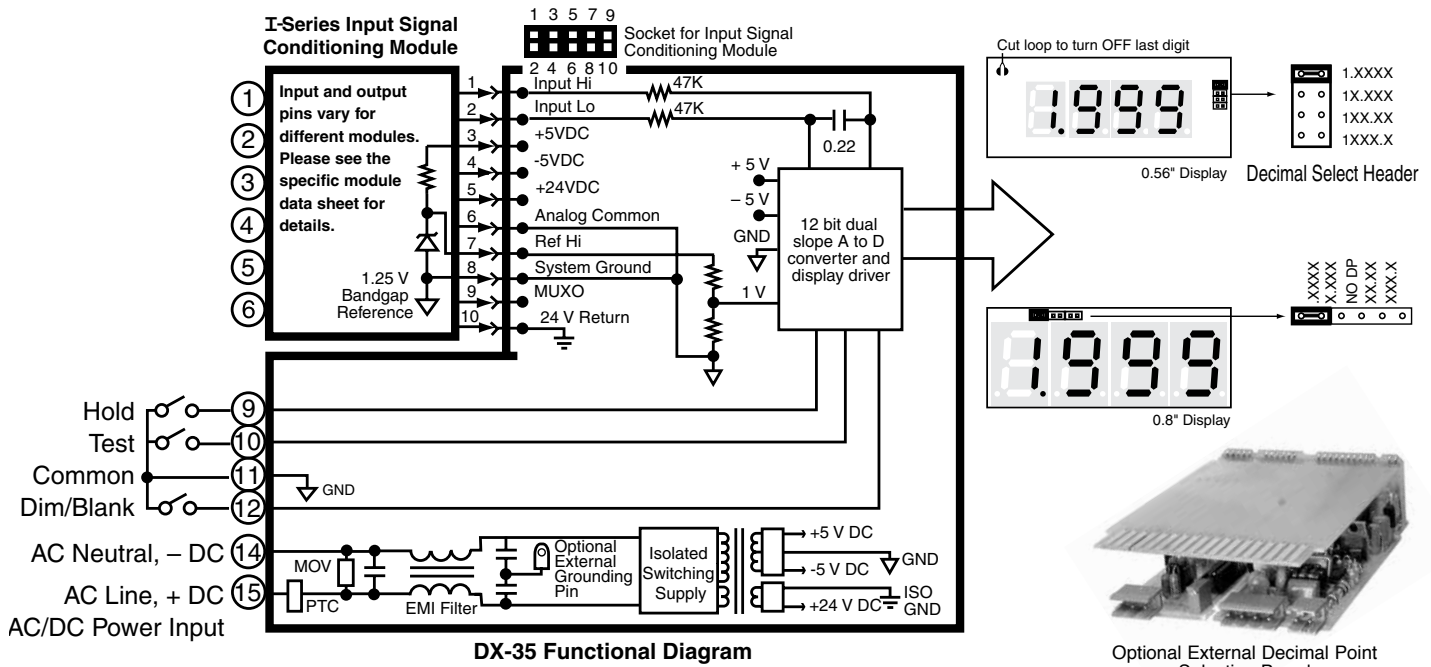 I-Series Input Signal
Conditioning Module
1 3 5 7 9
Socket for Input Signal
Conditioning Module
2 4 6 8 10
Input and output
pins vary for
different modules.
Please see the
specific module
data sheet for
details.
1
2
3
4
5
6
1.25 V
Bandgap
Reference
1
2
3
4
5
6
7
8
9
10
Input Hi
Input Lo
+5VDC
-5VDC
+24VDC
Analog Common
Ref Hi
System Ground
MUXO
24 V Return
47K
47K
0.22
+ 5 V
– 5 V
GND
1 V
12 bit dual
slope A to D
converter and
display driver
Cut loop to turn OFF last digit
1.999
0.56" Display
1.XXXX
1X.XXX
1XX.XX
1XXX.X
Decimal Select Header
.XXXX
X.XXX
NO DP
XX.XX
XXX.X
1.999
0.8" Display
Hold
9
Test
10
Common
11
GND
Dim/Blank
12
AC Neutral, – DC
14
AC Line, + DC
15
AC/DC Power Input
MOV
PTC
EMI Filter
Optional
External
Grounding
Pin
Isolated
Switching
Supply
+5 V DC
GND
-5 V DC
ISO
GND
+24 V DC
DX-35 Functional Diagram
Optional External Decimal Point